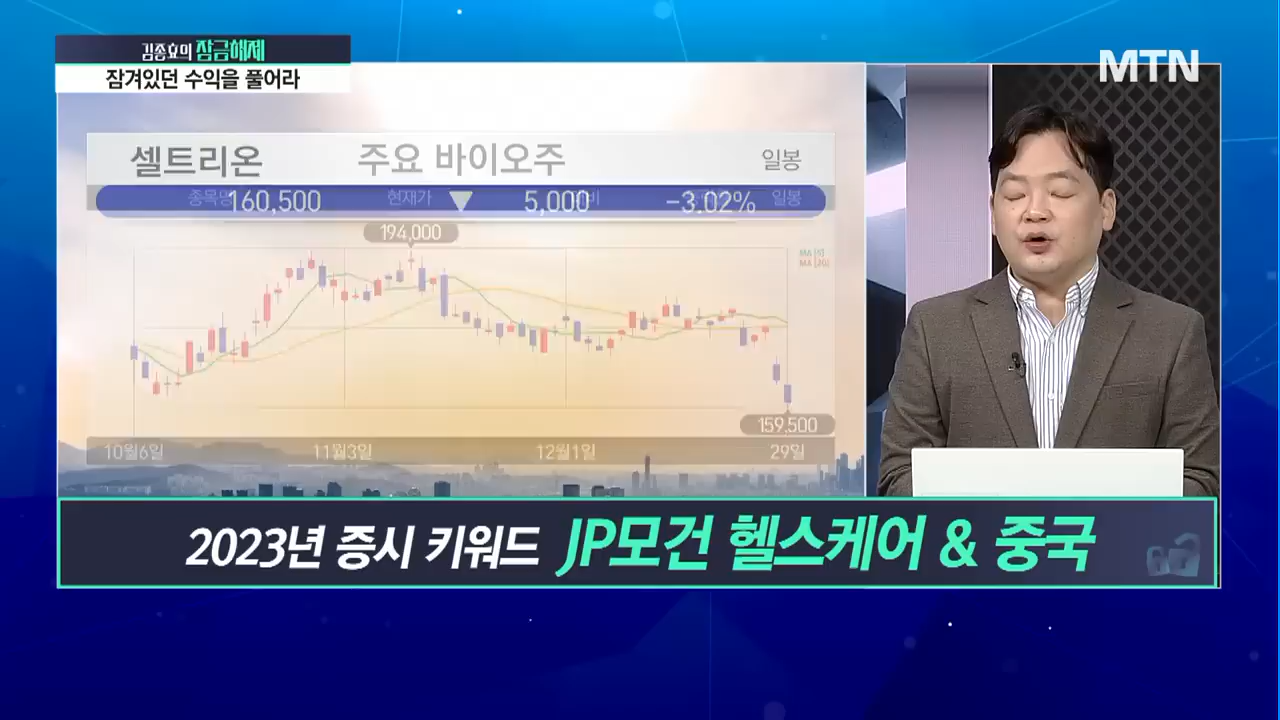 김종효의 잠금해제
잠겨있던 수익을 풀어라
MTN
셀트리온 주요 바이오주 일봉
종목명 160,500 현재가 ▼ 5,000 -3.02% 일봉
194,000
MA [5]
MA [20]
159,500
10월6일 11월3일 12월1일 29일
2023년 증시 키워드 JP모건 헬스케어 & 중국